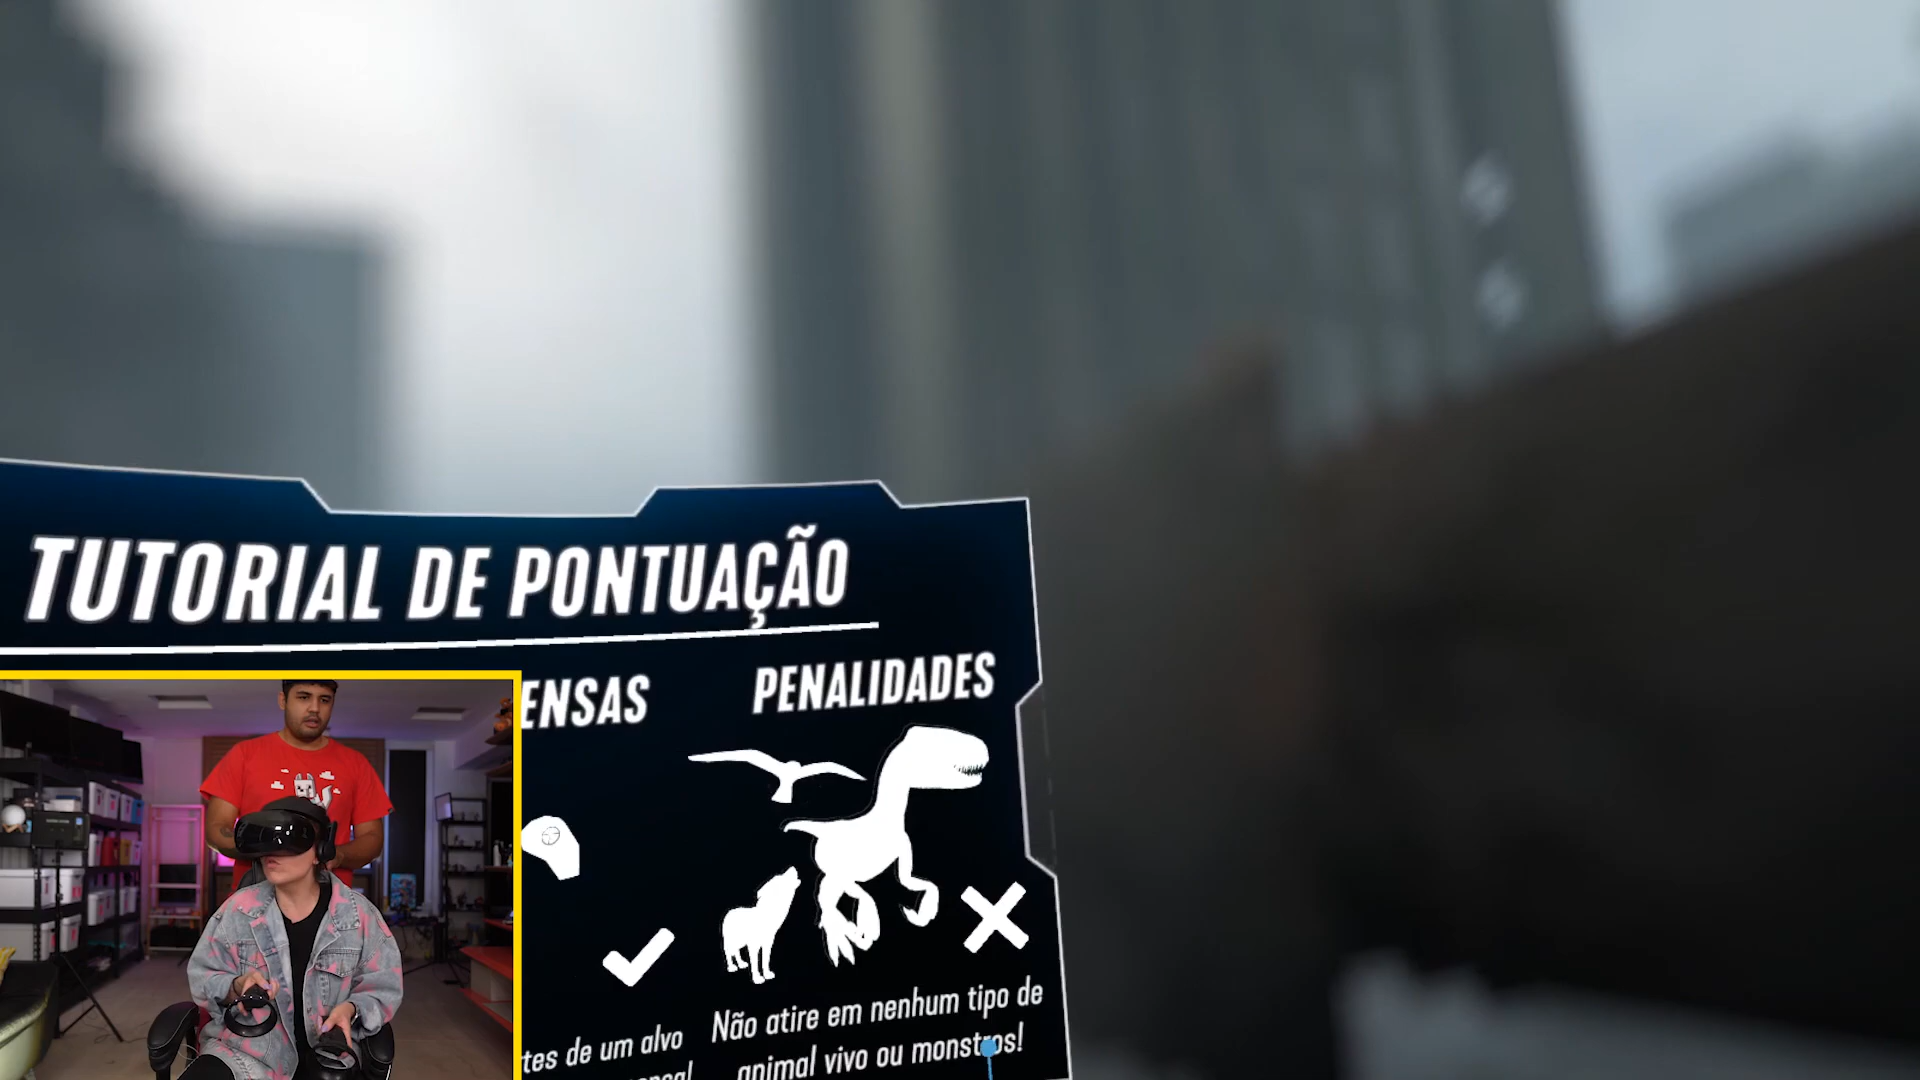 TUTORIAL DE PONTUAÇÃO
ENSAS
PENALIDADES
tes de um alvo
Não atire em nenhum tipo de
animal vivo ou monstros!